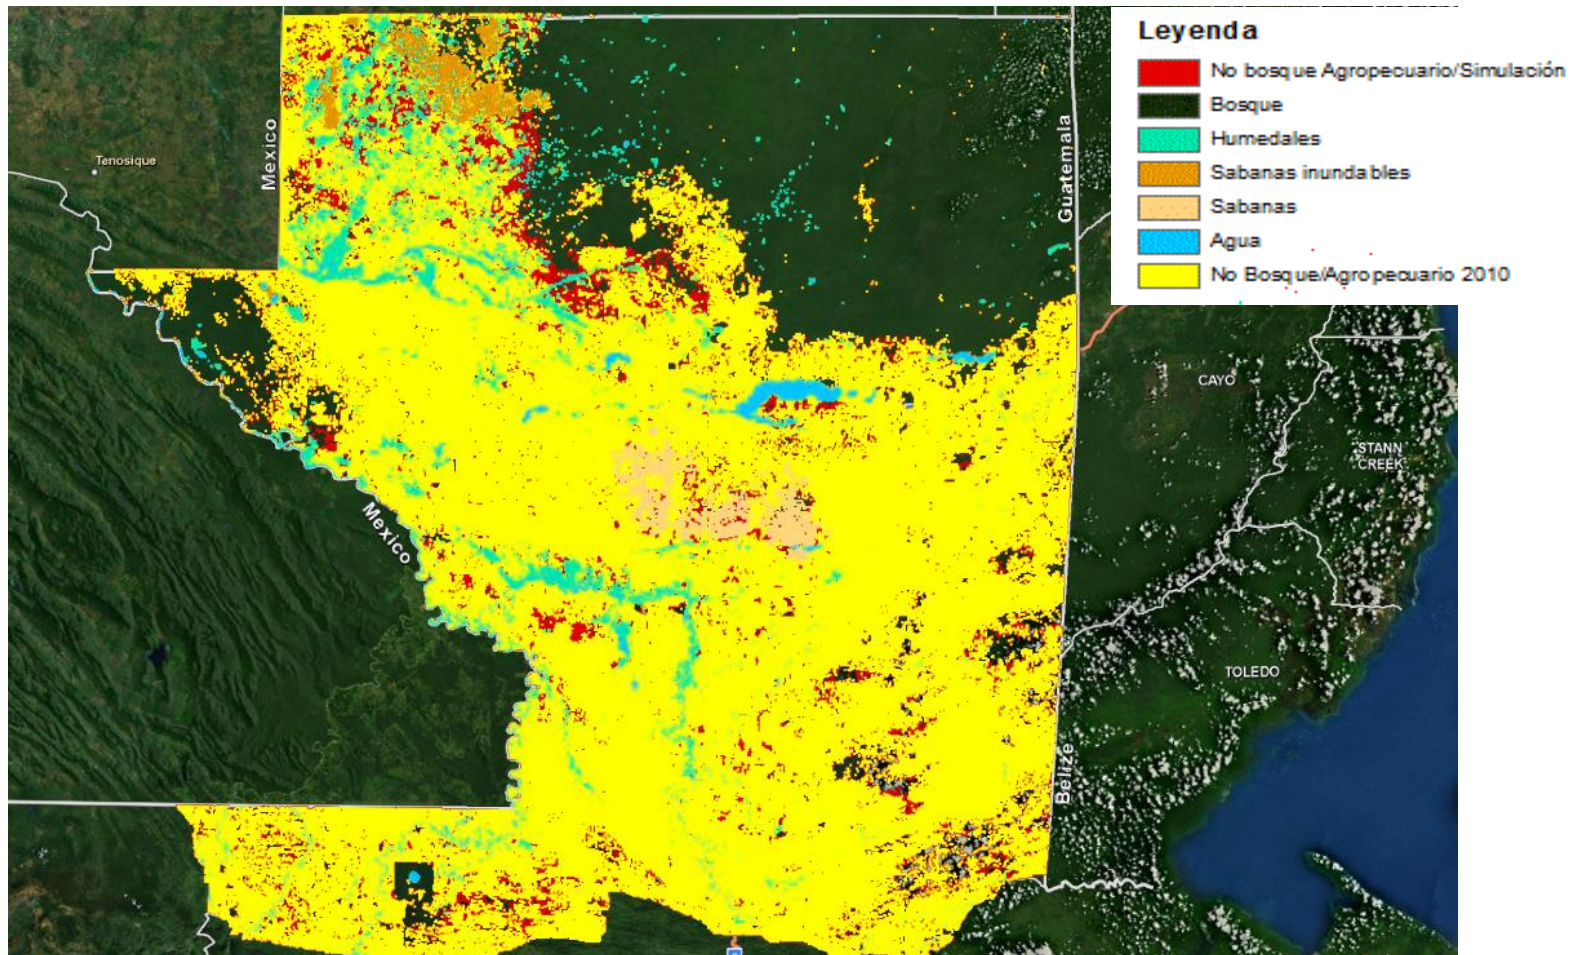 Leyenda
No bosque Agropecuario/Simulación
Bosque
Humedales
Sabanas inundables
Sabanas
Agua
No Bosque/Agropecuario 2010
Tenosique
Mexico
Guatemala
CAYO
STANN
CREEK
Mexico
TOLEDO
Belize